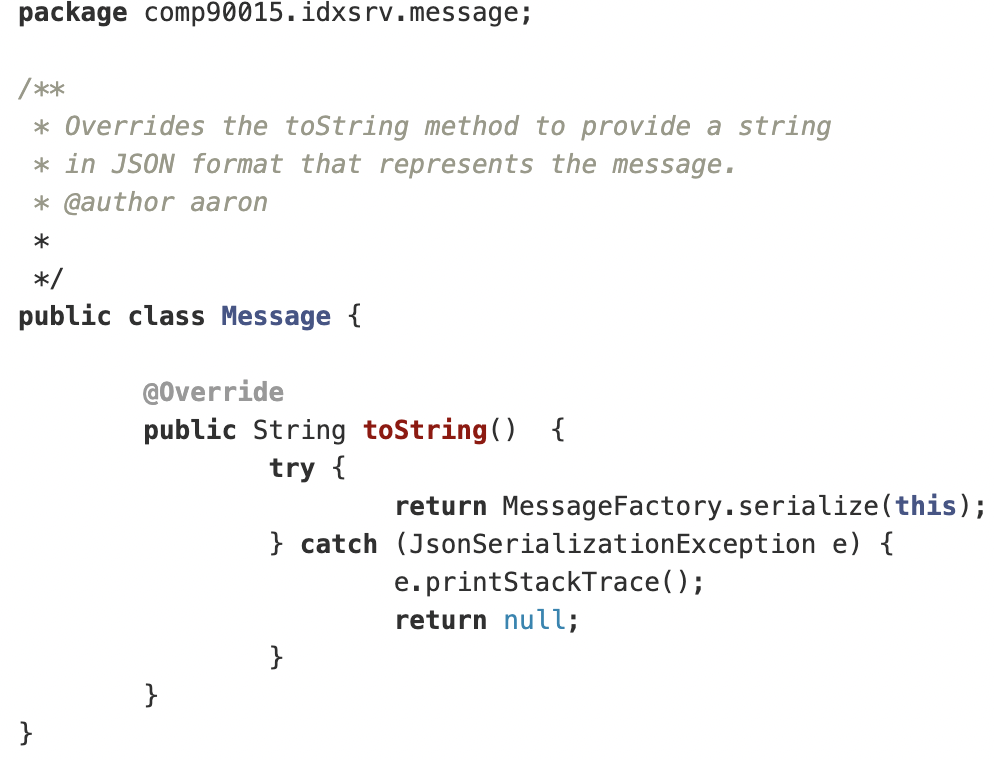 package comp90015.idxsrv.message;
/**
 * Overrides the toString method to provide a string
 * in JSON format that represents the message.
 * @author aaron
 *
 */
public class Message {
@Override
public String toString()  {
try {
return MessageFactory.serialize(this);
} catch (JsonSerializationException e) {
e.printStackTrace();
return null;
}
}
}